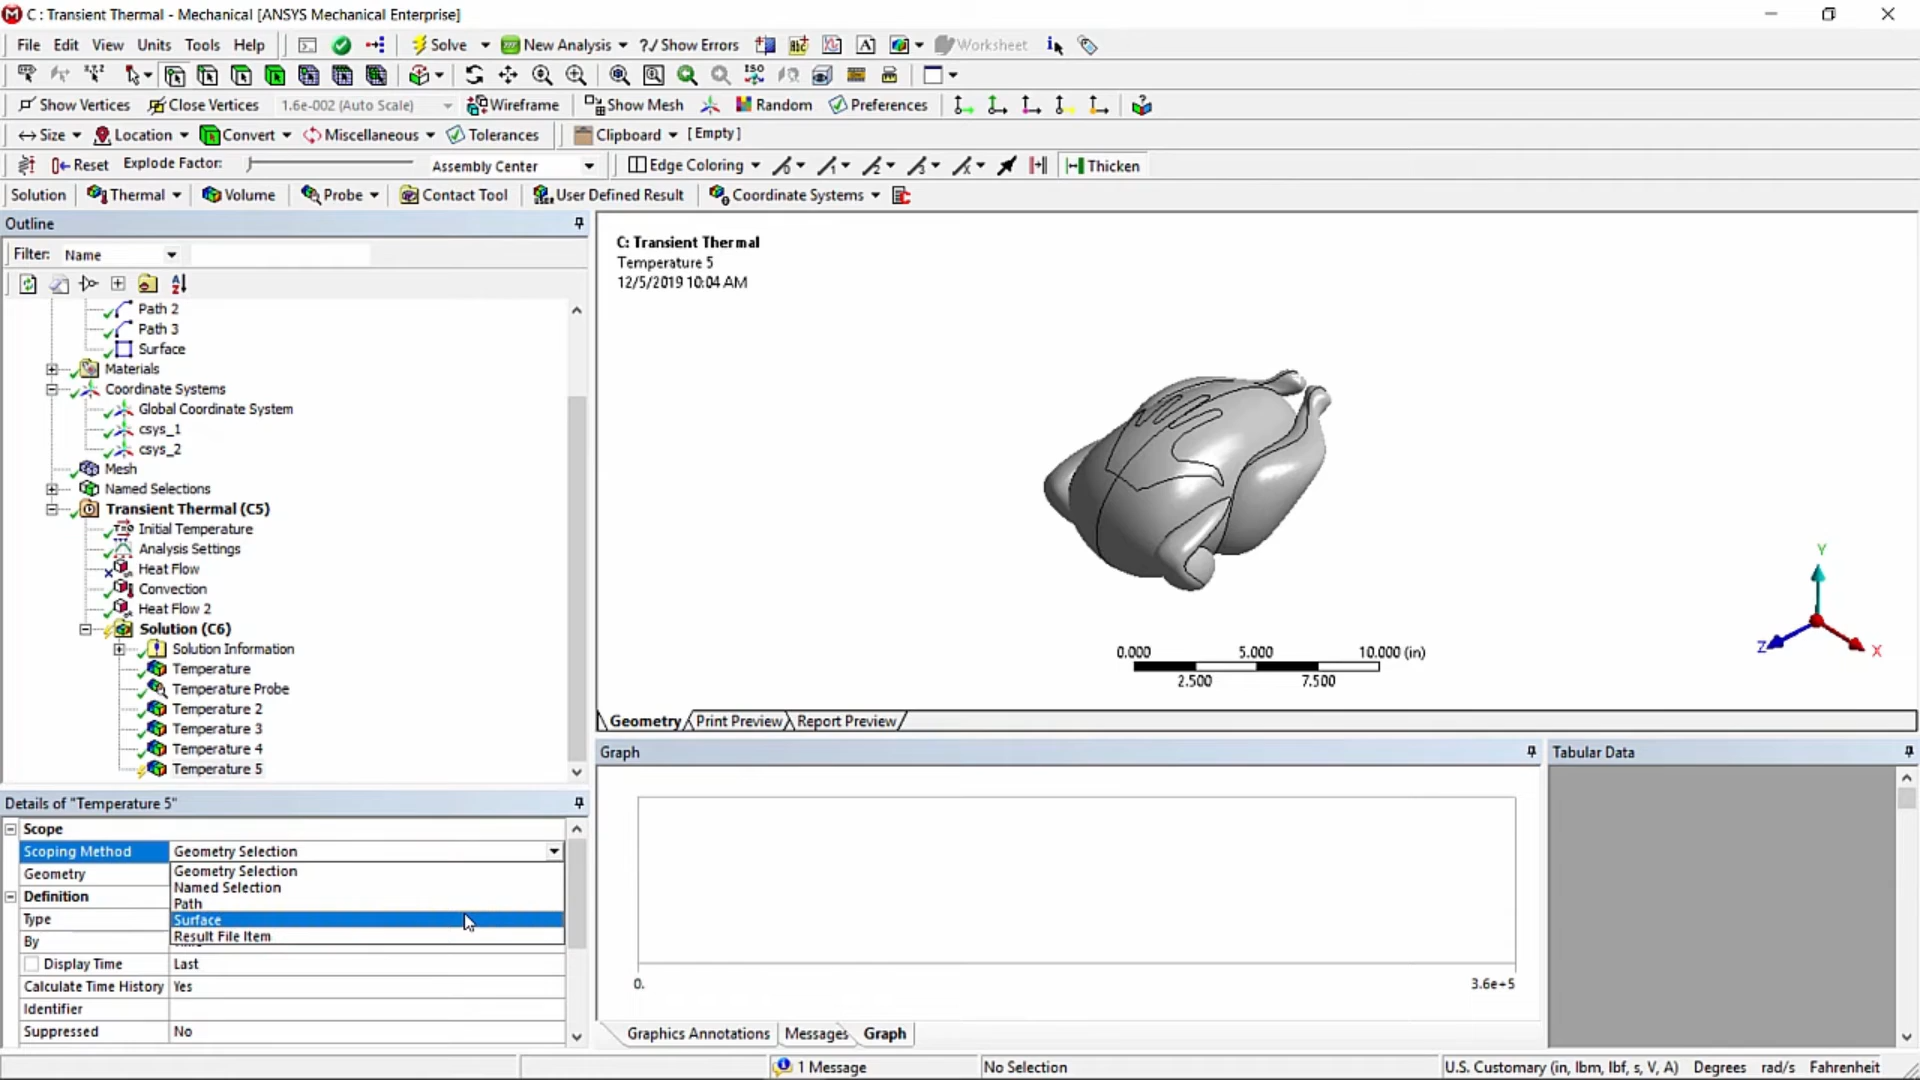 C : Transient Thermal - Mechanical [ANSYS Mechanical Enterprise]
File Edit View Units Tools Help Solve New Analysis ?/ Show Errors Worksheet
ISO
Show Vertices Close Vertices 1.6e-002 (Auto Scale) Wireframe Show Mesh Random Preferences
Size Location Convert Miscellaneous Tolerances Clipboard [ Empty ]
Reset Explode Factor: Assembly Center Edge Coloring Thicken
Solution Thermal Volume Probe Contact Tool User Defined Result Coordinate Systems
Outline
Filter: Name
Path 2
Path 3
Surface
Materials
Coordinate Systems
Global Coordinate System
csys_1
csys_2
Mesh
Named Selections
Transient Thermal (C5)
Initial Temperature
Analysis Settings
Heat Flow
Convection
Heat Flow 2
Solution (C6)
Solution Information
Temperature
Temperature Probe
Temperature 2
Temperature 3
Temperature 4
Temperature 5
Details of "Temperature 5"
Scope
Scoping Method Geometry Selection
Geometry
Geometry Selection
Named Selection
Path
Surface
Result File Item
Definition
Type
By
Display Time Last
Calculate Time History Yes
Identifier
Suppressed No
C: Transient Thermal
Temperature 5
12/5/2019 10:04 AM
Y
Z
X
0.000 5.000 10.000 (in)
2.500 7.500
Geometry Print Preview Report Preview
Graph
0. 3.6e+5
Graphics Annotations Messages Graph
Tabular Data
1 Message No Selection U.S. Customary (in, lbm, lbf, s, V, A) Degrees rad/s Fahrenheit